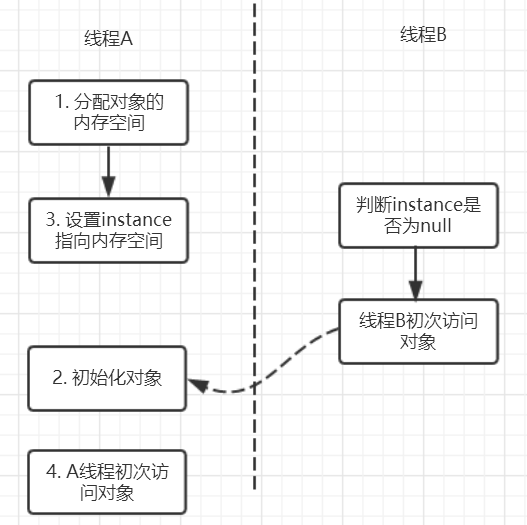 线程A
线程B
1. 分配对象的
内存空间
3. 设置instance
指向内存空间
判断instance是
否为null
线程B初次访问
对象
2. 初始化对象
4. A线程初次访
问对象